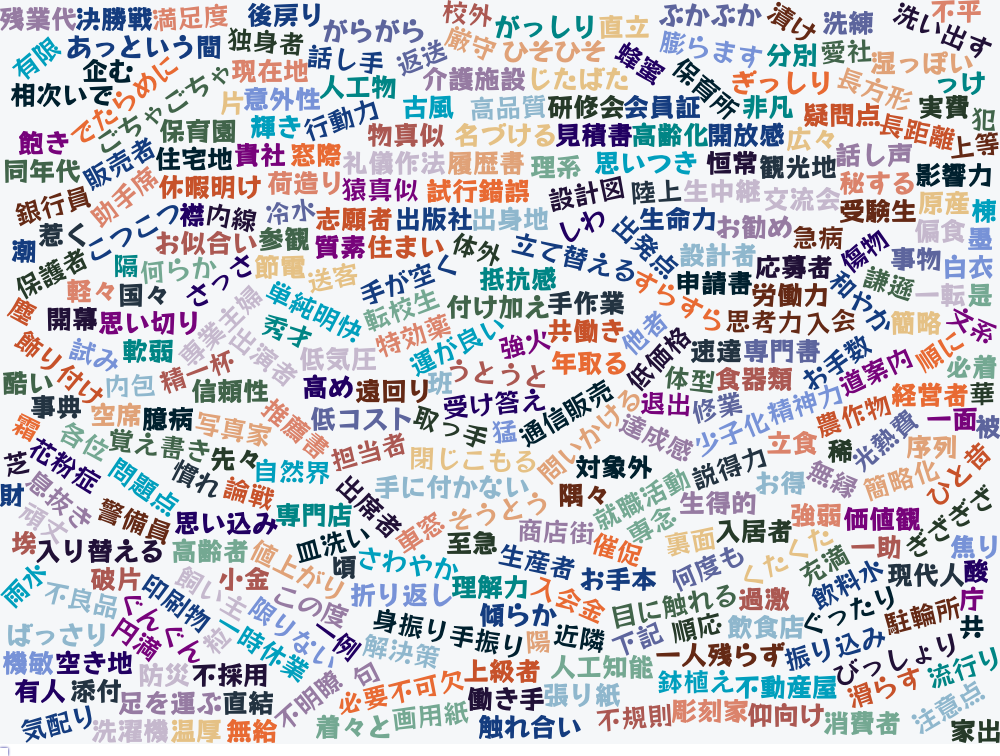 残業代 決勝戦 満足度 後戻り がらがら 校外 がっしり 直立 ぶかぶか 漬け 洗練 洗い出す 不平
有限 あっという間 独身者 話し手 返送 厳守 ひそひそ 蜂蜜 膨らます 分別 愛社 湿っぽい
企む でたらめに ごちゃごちゃ 現在地 人工物 介護施設 じたばた 保育所 ぎっしり 長方形 っけ
相次いで 片 意外性 行動力 古風 高品質 研修会 会員証 非凡 疑問点 長距離 実費 犯
飽き 保育園 輝き 物真似 名づける 見積書 高齢化 開放感 広々 上等
同年代 販売者 住宅地 貴社 窓際 礼儀作法 履歴書 理系 思いつき 恒常 観光地 話し声 影響力
銀行員 助手席 休暇明け 荷造り 猿真似 試行錯誤 設計図 陸上 生中継 交流会 秘する 原産 棟
惹く こつこつ 襟 内線 冷水 志願者 出版社 出身地 しわ 出発点 生命力 お勧め 受験生 偏食 墨
潮 お似合い 参観 質素 住まい 体外 立て替える 設計者 急病 傷物 事物 白衣
保護者 隔 何らか さっさ 節電 送客 手が空く 抵抗感 すらすら 申請書 応募者 和やか 謙遜 一転 是
塵 軽々 国々 専業主婦 単純明快 転校生 付け加え 手作業 労働力
開幕 思い切り 出演者 秀才 特効薬 運が良い 強火 共働き 他者 思考力 入会 簡略 文系
飾り付け 試み 軟弱 低気圧 年取る 低価格 速達 専門書 お手数 道案内 順に 必着
酷い 内包 精一杯 信頼性 高め 遠回り 班 うとうと 体型 食器類 経営者 華
事典 空席 臆病 写真家 推薦書 低コスト 取っ手 受け答え 通信販売 退出 修業 少子化 精神力 農作物 一面 被
霜 各位 覚え書き 先々 担当者 猛 問いかける 達成感 立食 稀 光熱費 序列
芝 花粉症 問題点 慣れ 自然界 閉じこもる 対象外 説得力 お得 無縁 簡略化 ひと昔
財 息抜き 論戦 出席者 手に付かない 隅々 就職活動 生得的
頑丈 警備員 思い込み 専門店 車窓 そうとう 商店街 専念 裏面 入居者 強弱 価値観 ぎざぎざ
埃 入り替える 高齢者 値上がり 皿洗い 頃 さわやか 至急 生産者 催促 何度も くたくた 充満 一助 焦り
雨水 不良品 破片 印刷物 飼い主 小金 この度 折り返し 理解力 入会金 お手本 目に触れる 過激 飲料水 現代人 酸
ばっさり ぐんぐん 円満 粒 一時休業 限りない 一例 身振り手振り 傾らか 陽 近隣 下記 順応 飲食店 ぐったり 駐輪所 庁 共
機敏 空き地 防災 不採用 解決策 上級者 人工知能 一人残らず 振り込み びっしょり
有人 添付 足を運ぶ 直結 不明瞭 句 必要不可欠 働き手 張り紙 鉢植え 不動産屋 滑らす 流行り
気配り 洗濯機 温厚 無給 着々と 画用紙 触れ合い 不規則 彫刻家 仰向け 消費者 注意点 家出